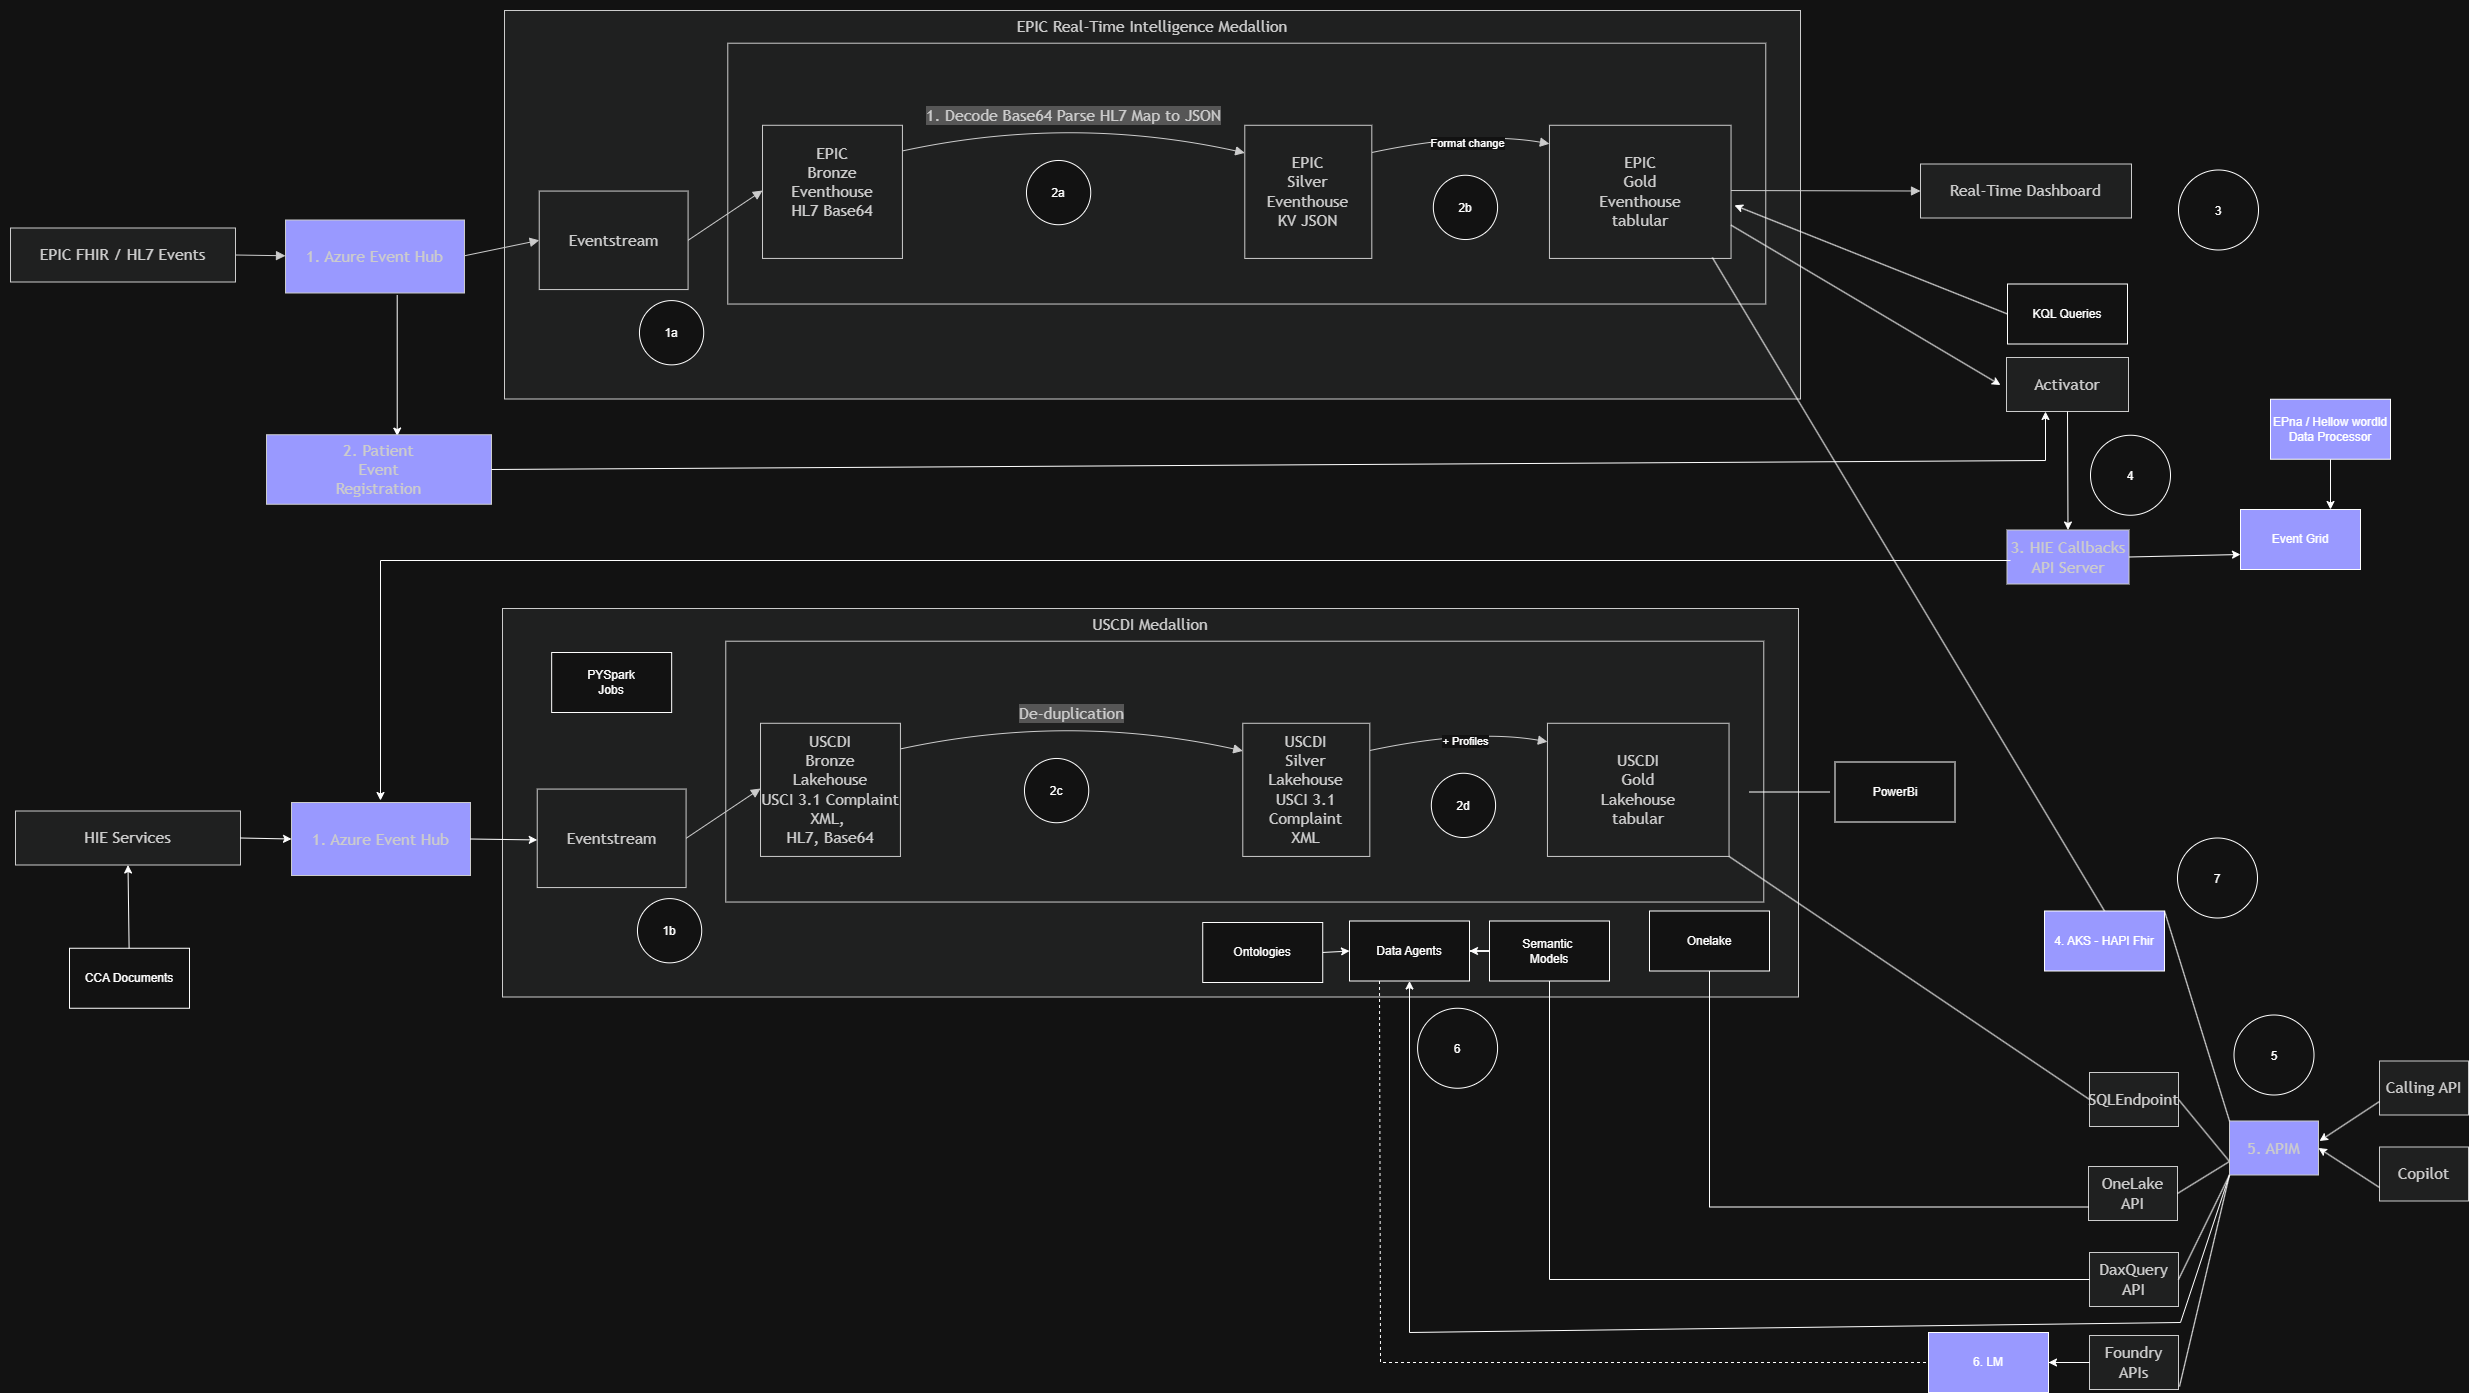 EPIC Real-Time Intelligence Medallion
1. Decode Base64 Parse HL7 Map to JSON
EPIC
Bronze
Eventhouse
HL7 Base64
2a
EPIC
Silver
Eventhouse
KV JSON
Format change
2b
EPIC
Gold
Eventhouse
tablular
Real-Time Dashboard
3
EPIC FHIR / HL7 Events
1. Azure Event Hub
Eventstream
1a
KQL Queries
Activator
2. Patient
Event
Registration
4
EPna / Hellow wordld
Data Processor
3. HIE Callbacks
API Server
Event Grid
USCDI Medallion
PYSpark
Jobs
De-duplication
USCDI
Bronze
Lakehouse
USCI 3.1 Complaint
XML,
HL7, Base64
2c
USCDI
Silver
Lakehouse
USCI 3.1
Complaint
XML
+ Profiles
2d
USCDI
Gold
Lakehouse
tabular
PowerBi
HIE Services
1. Azure Event Hub
Eventstream
1b
CCA Documents
Ontologies
Data Agents
Semantic
Models
Onelake
7
4. AKS - HAPI Fhir
6
5
SQLEndpoint
Calling API
5. APIM
Copilot
OneLake
API
DaxQuery
API
6. LM
Foundry
APIs